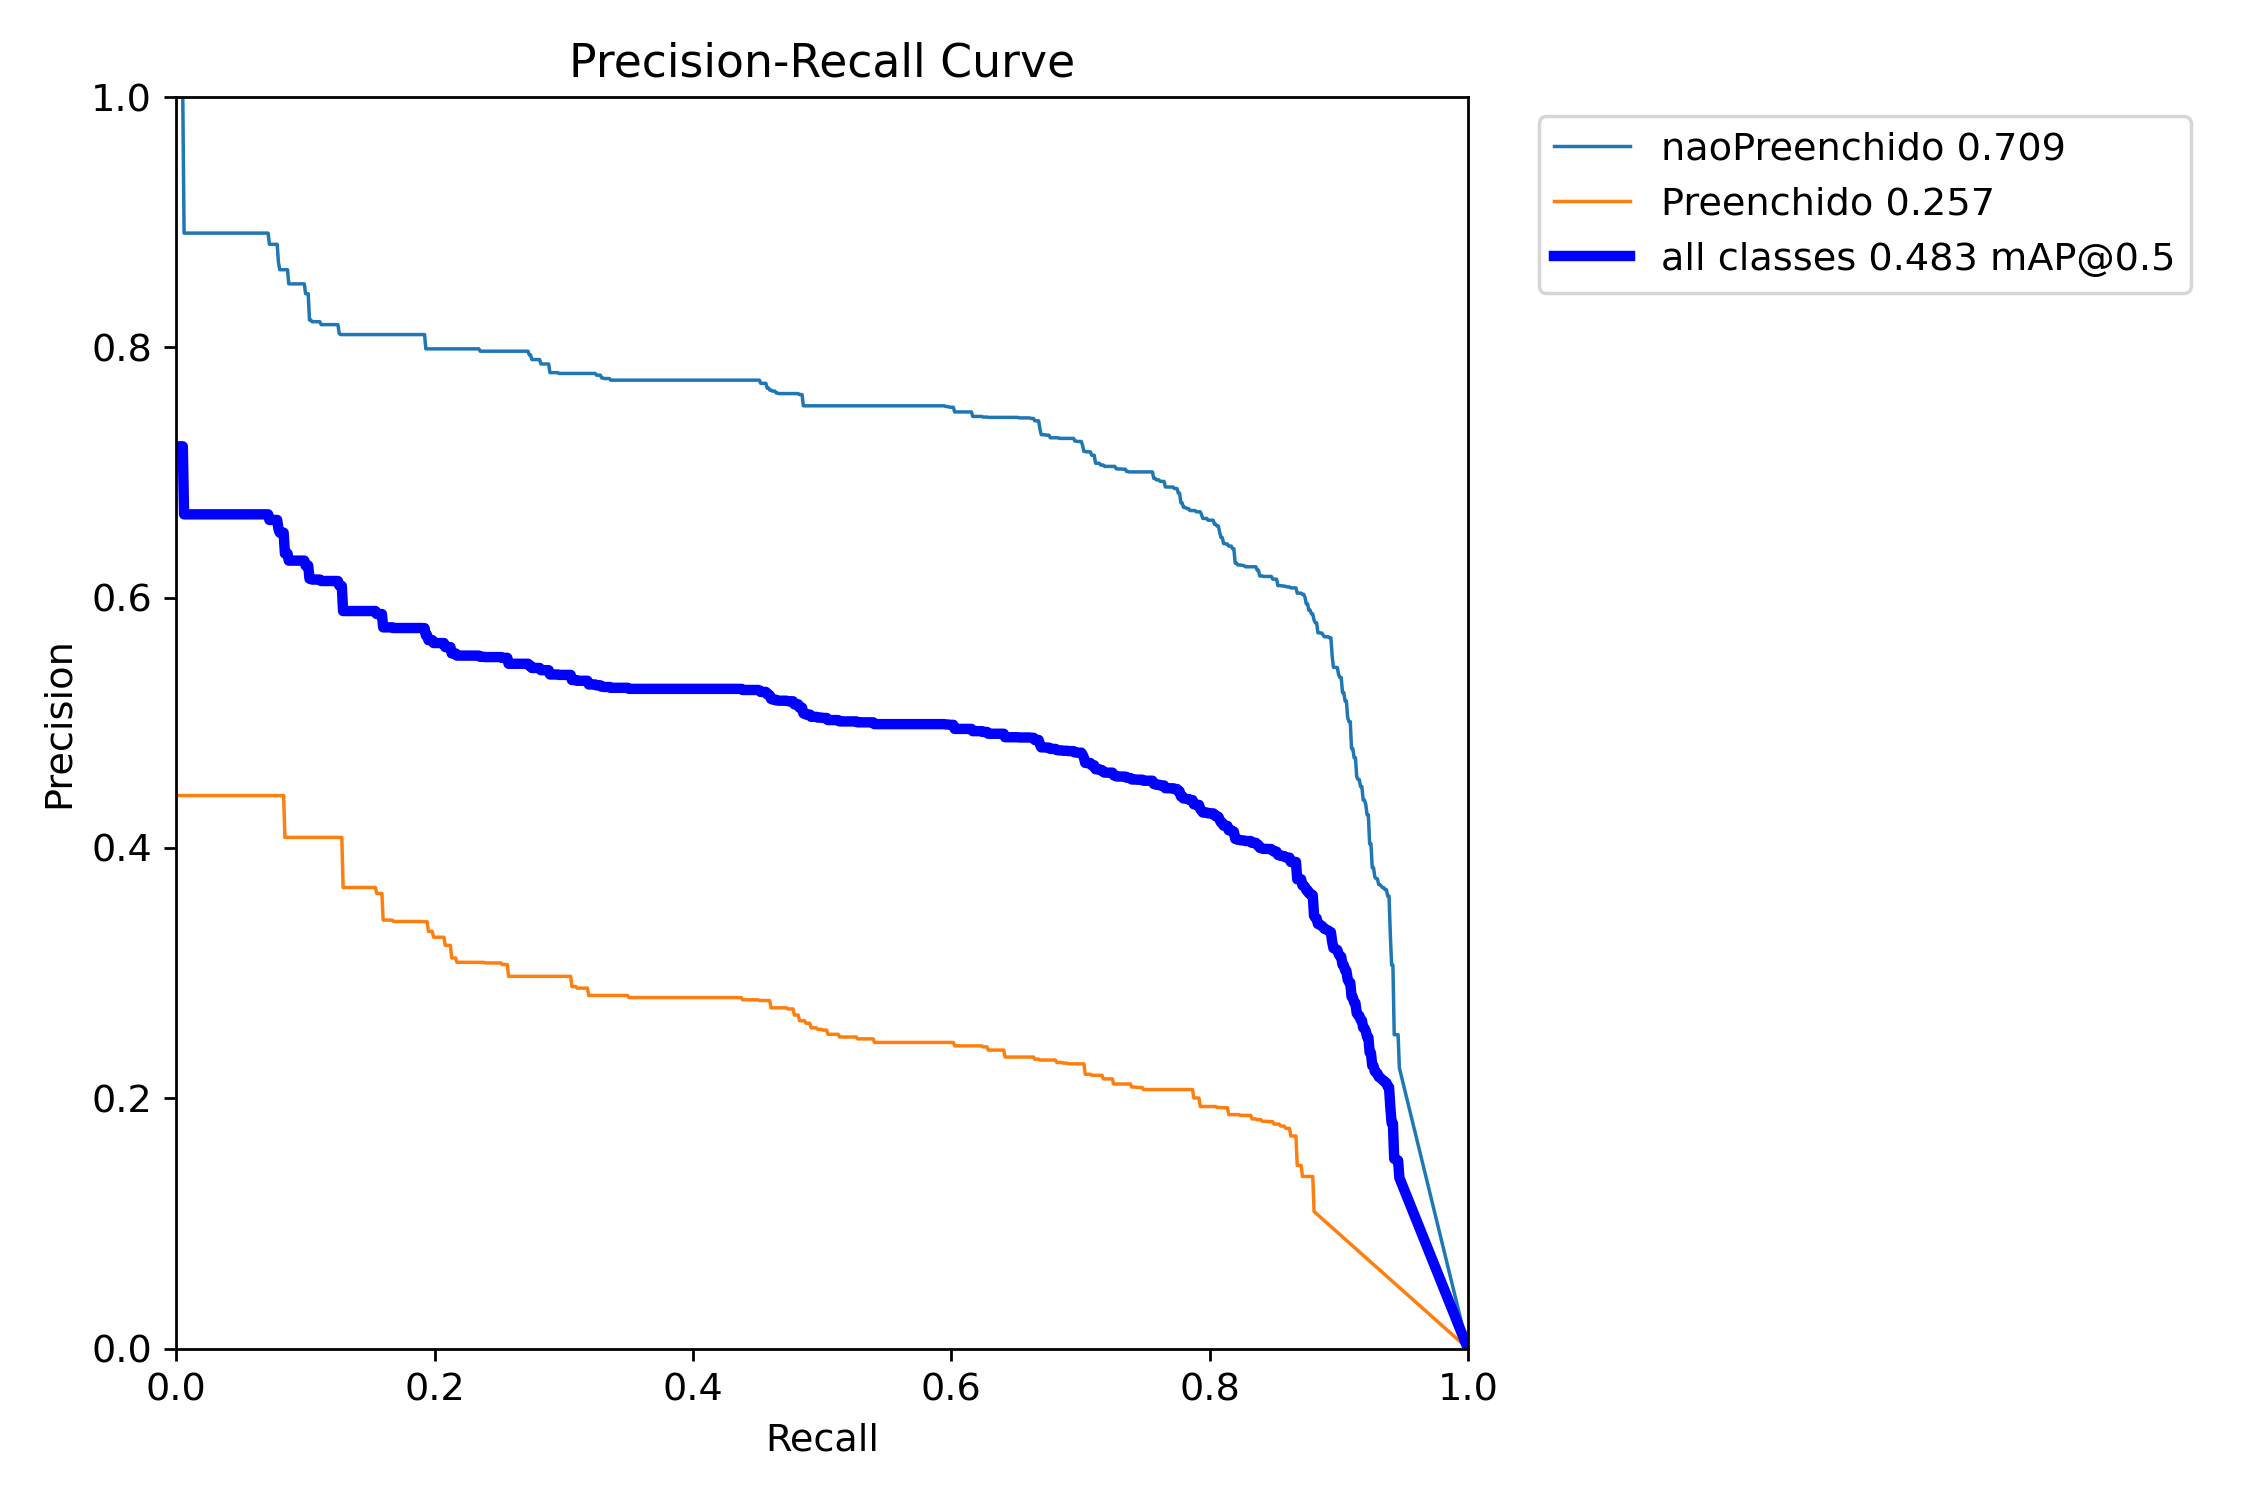 Precision-Recall Curve
1.0
0.8
0.6
0.4
0.2
0.0
Precision
0.0 0.2 0.4 0.6 0.8 1.0
Recall
naoPreenchido 0.709
Preenchido 0.257
all classes 0.483 mAP@0.5